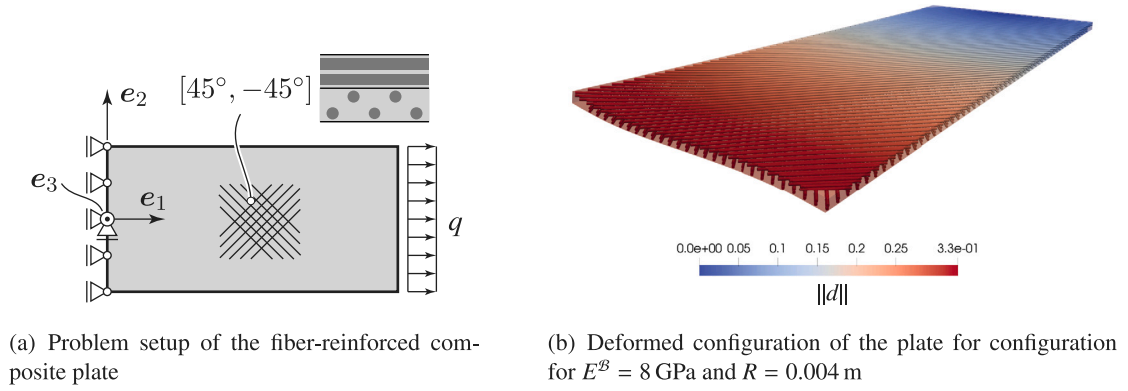 [45°, −45°]
e₂
e₃
e₁
q
0.0e+00 0.05 0.1 0.15 0.2 0.25 3.3e-01
||d||
(a) Problem setup of the fiber-reinforced com-
posite plate
(b) Deformed configuration of the plate for configuration
for Eᴮ = 8 GPa and R = 0.004 m